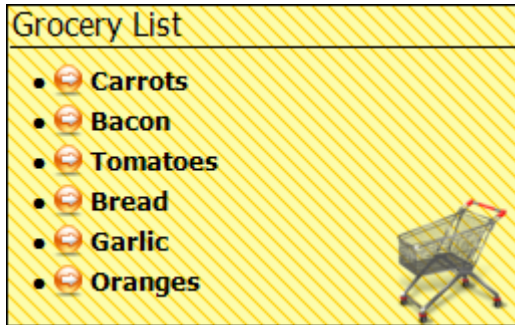 Grocery List
Carrots
Bacon
Tomatoes
Bread
Garlic
Oranges